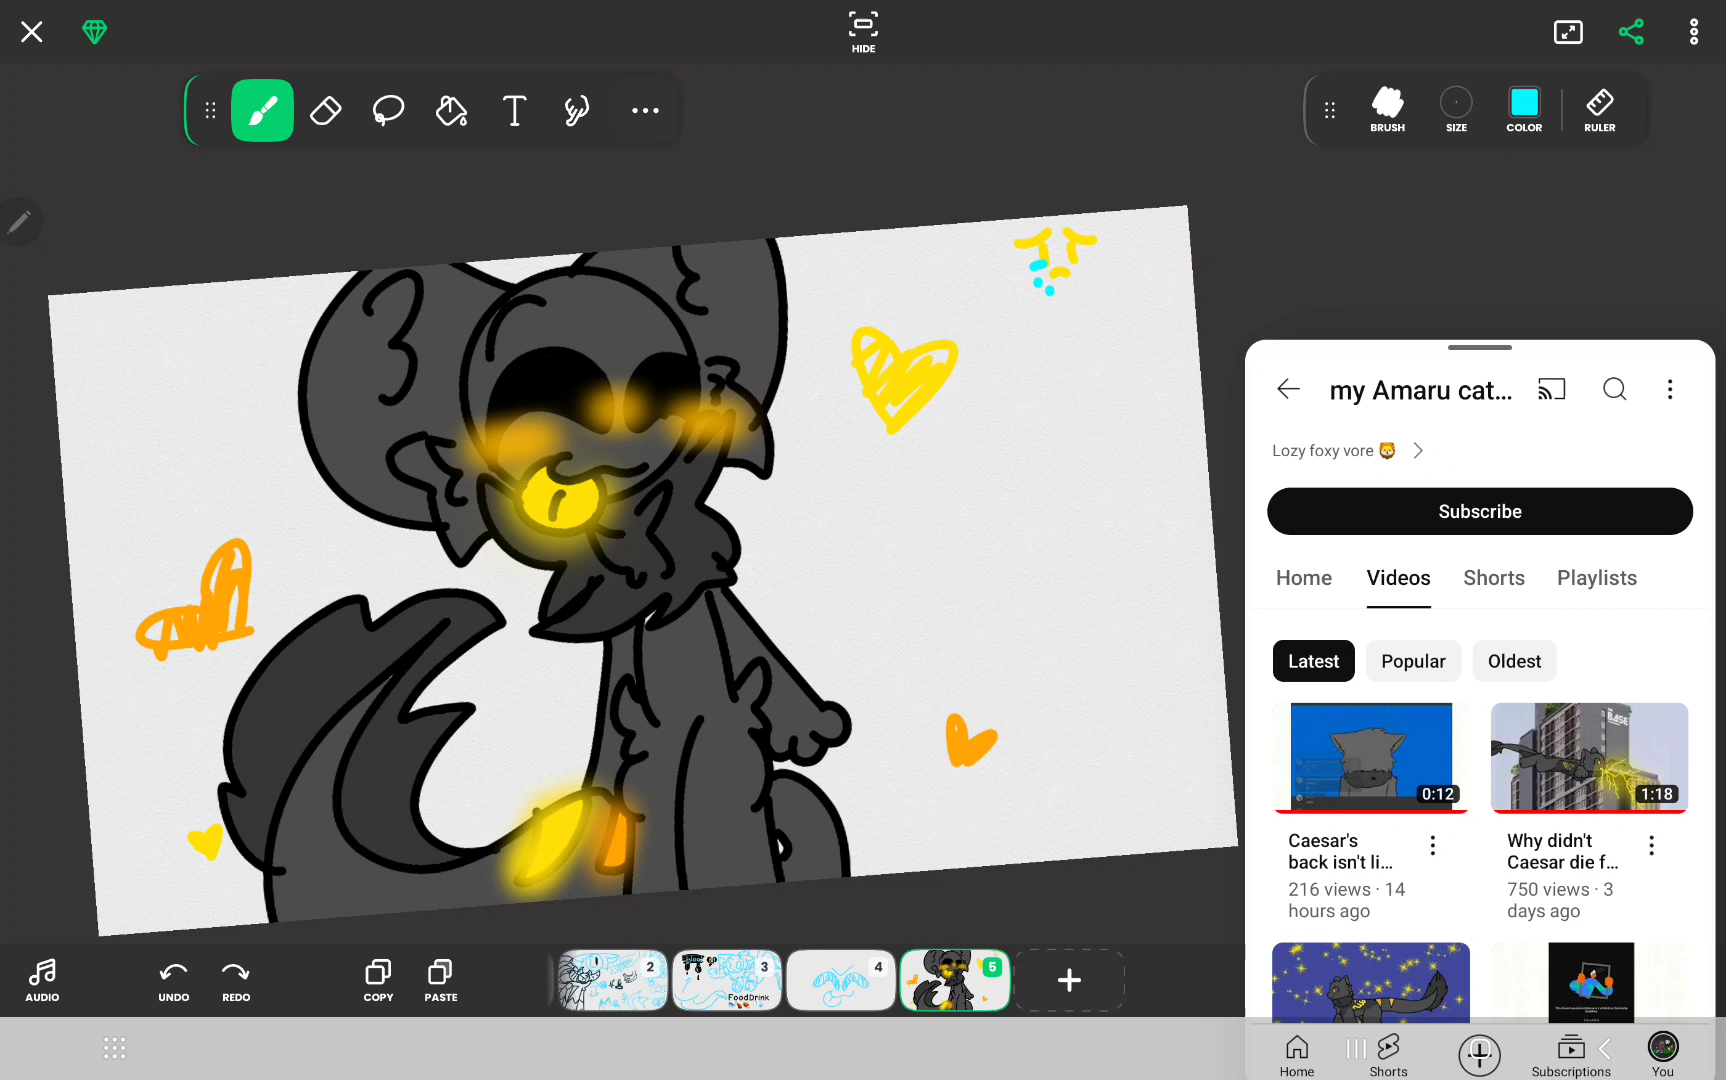 HIDE
BRUSH
SIZE
COLOR
RULER
my Amaru cat...
Lozy foxy vore 🦁
Subscribe
Home
Videos
Shorts
Playlists
Latest
Popular
Oldest
0:12
BASE
1:18
Caesar's
back isn't li...
216 views · 14
hours ago
Why didn't
Caesar die f...
750 views · 3
days ago
AUDIO
UNDO
REDO
COPY
PASTE
2
3
FoodDrink
4
5
Home
Shorts
Subscriptions
You